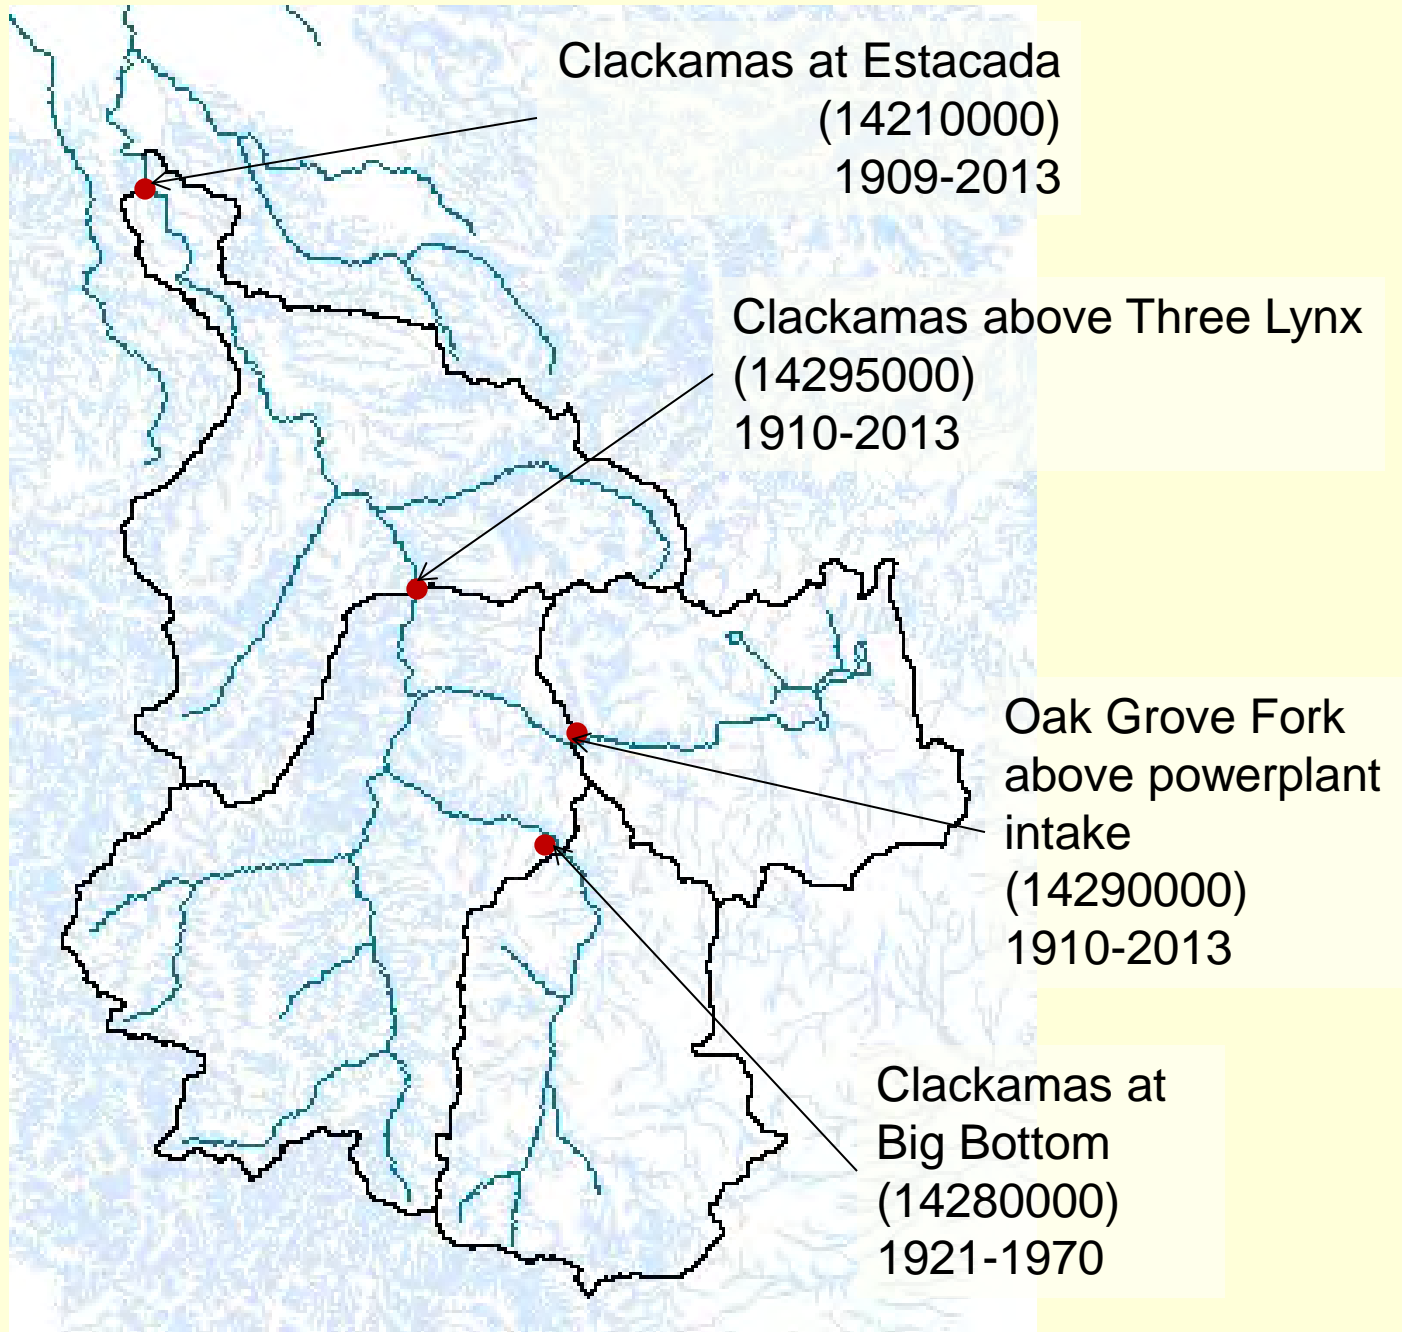 Clackamas at Estacada
(14210000)
1909-2013
Clackamas above Three Lynx
(14295000)
1910-2013
Oak Grove Fork
above powerplant
intake
(14290000)
1910-2013
Clackamas at
Big Bottom
(14280000)
1921-1970